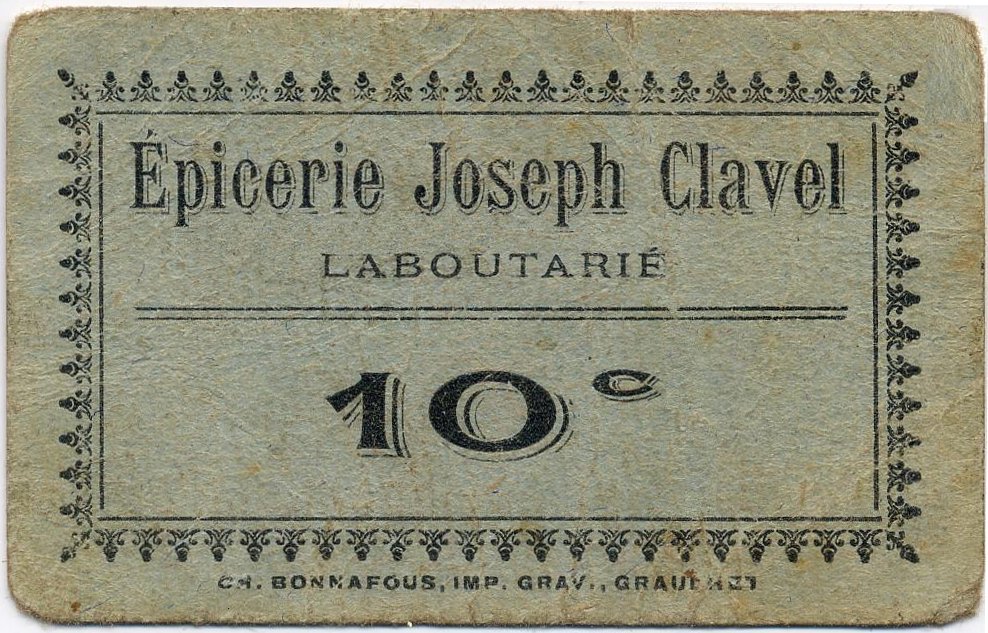 Épicerie Joseph Clavel
LABOUTARIÉ
10c
CH. BONNAFOUS, IMP. GRAV., GRAULHET